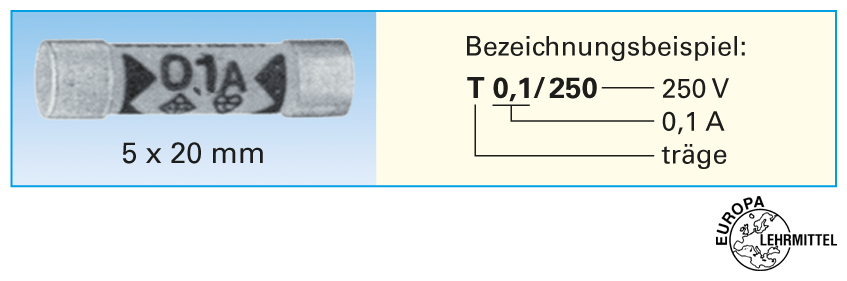 0,1A
5 x 20 mm
Bezeichnungsbeispiel:
T 0,1/250 250 V
0,1 A
träge
EUROPA
LEHRMITTEL